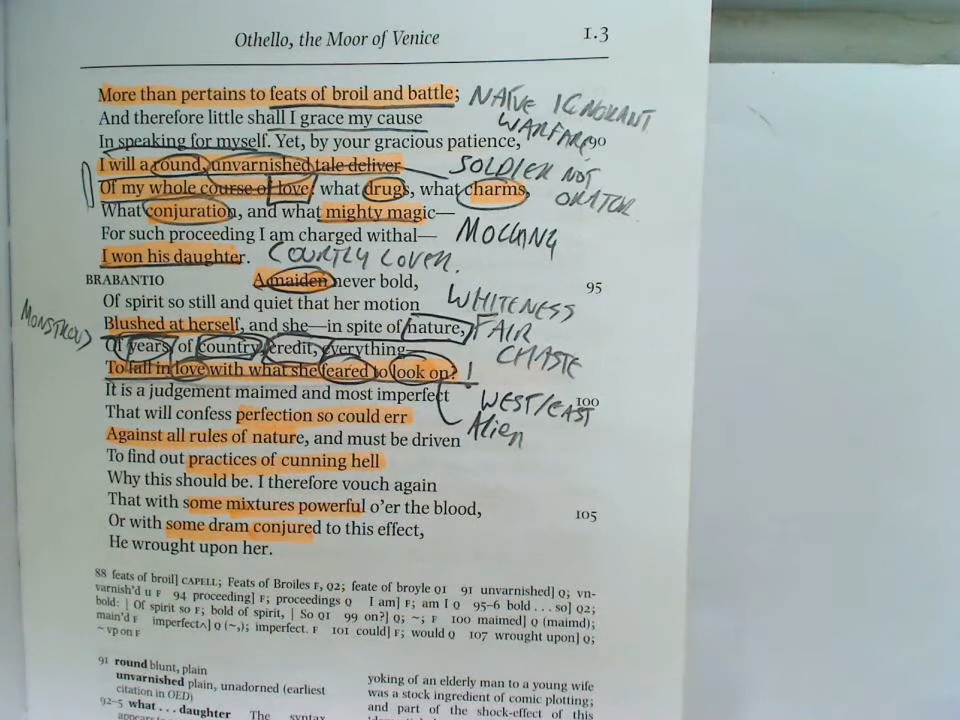 Othello, the Moor of Venice 1.3
More than pertains to feats of broil and battle; NAÏVE IGNORANT
And therefore little shall I grace my cause WARFARE
In speaking for myself. Yet, by your gracious patience, 90
I will a round, unvarnished tale deliver SOLDIER NOT
Of my whole course of love: what drugs, what charms, ORATOR
What conjuration, and what mighty magic—
For such proceeding I am charged withal— MOCKING
I won his daughter. COURTLY LOVER.
BRABANTIO A maiden never bold, 95
Of spirit so still and quiet that her motion WHITENESS
Blushed at herself, and she—in spite of nature, FAIR
MONSTROUS Of years, of country, credit, everything— CHASTE
To fall in love with what she feared to look on? !
It is a judgement maimed and most imperfect WEST/EAST 100
That will confess perfection so could err Alien
Against all rules of nature, and must be driven
To find out practices of cunning hell
Why this should be. I therefore vouch again
That with some mixtures powerful o'er the blood, 105
Or with some dram conjured to this effect,
He wrought upon her.
88 feats of broil] CAPELL; Feats of Broiles F, Q2; feate of broyle Q1 91 unvarnished] Q; vn-
varnish'd u F 94 proceeding] F; proceedings Q I am] F; am I Q 95–6 bold . . . so] Q2;
bold: | Of spirit so F; bold of spirit, | So Q1 99 on?] Q; ~; F 100 maimed] Q (maimd);
main'd F imperfect^] Q (~,); imperfect. F 101 could] F; would Q 107 wrought upon] Q;
~ vp on F
91 round blunt, plain
unvarnished plain, unadorned (earliest
citation in OED)
92–5 what . . . daughter The syntax
appears to
yoking of an elderly man to a young wife
was a stock ingredient of comic plotting;
and part of the shock-effect of this